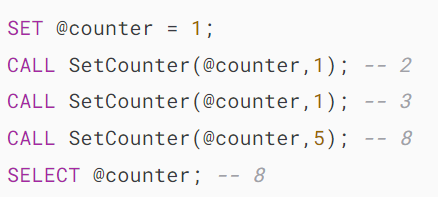 SET @counter = 1;
CALL SetCounter(@counter,1); -- 2
CALL SetCounter(@counter,1); -- 3
CALL SetCounter(@counter,5); -- 8
SELECT @counter; -- 8